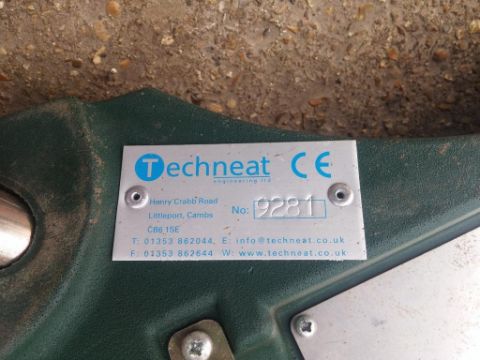 Techneat CE
engineering ltd
Henry Crabb Road
Littleport, Cambs No: 9281
CB6 1SE
T: 01353 862044, E: info@techneat.co.uk
F: 01353 862644 W: www.techneat.co.uk